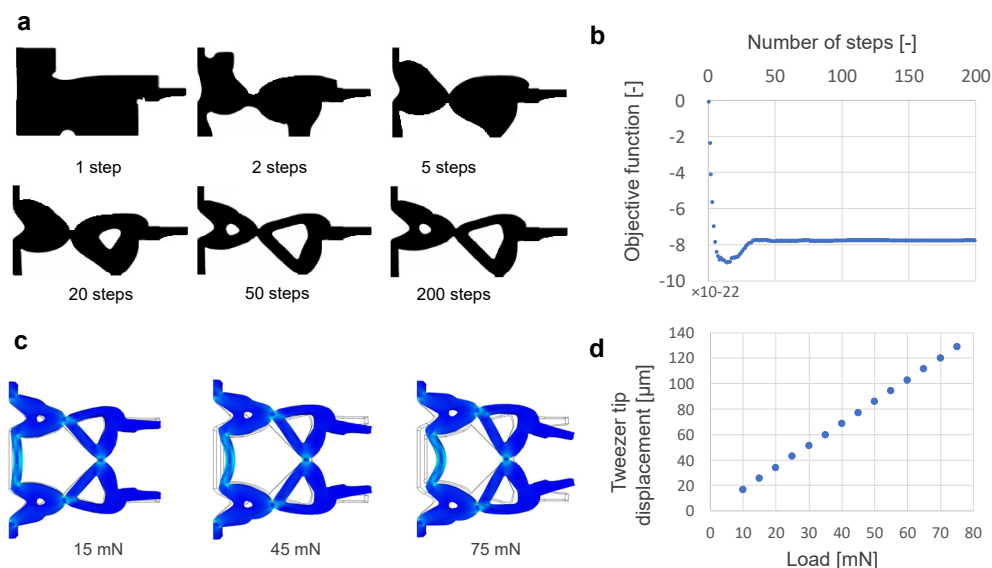 a
1 step
2 steps
5 steps
20 steps
50 steps
200 steps
b
Number of steps [-]
0 50 100 150 200
Objective function [-]
0
-2
-4
-6
-8
-10
×10-22
c
15 mN
45 mN
75 mN
d
Tweezer tip
displacement [µm]
140
120
100
80
60
40
20
0
0 10 20 30 40 50 60 70 80
Load [mN]